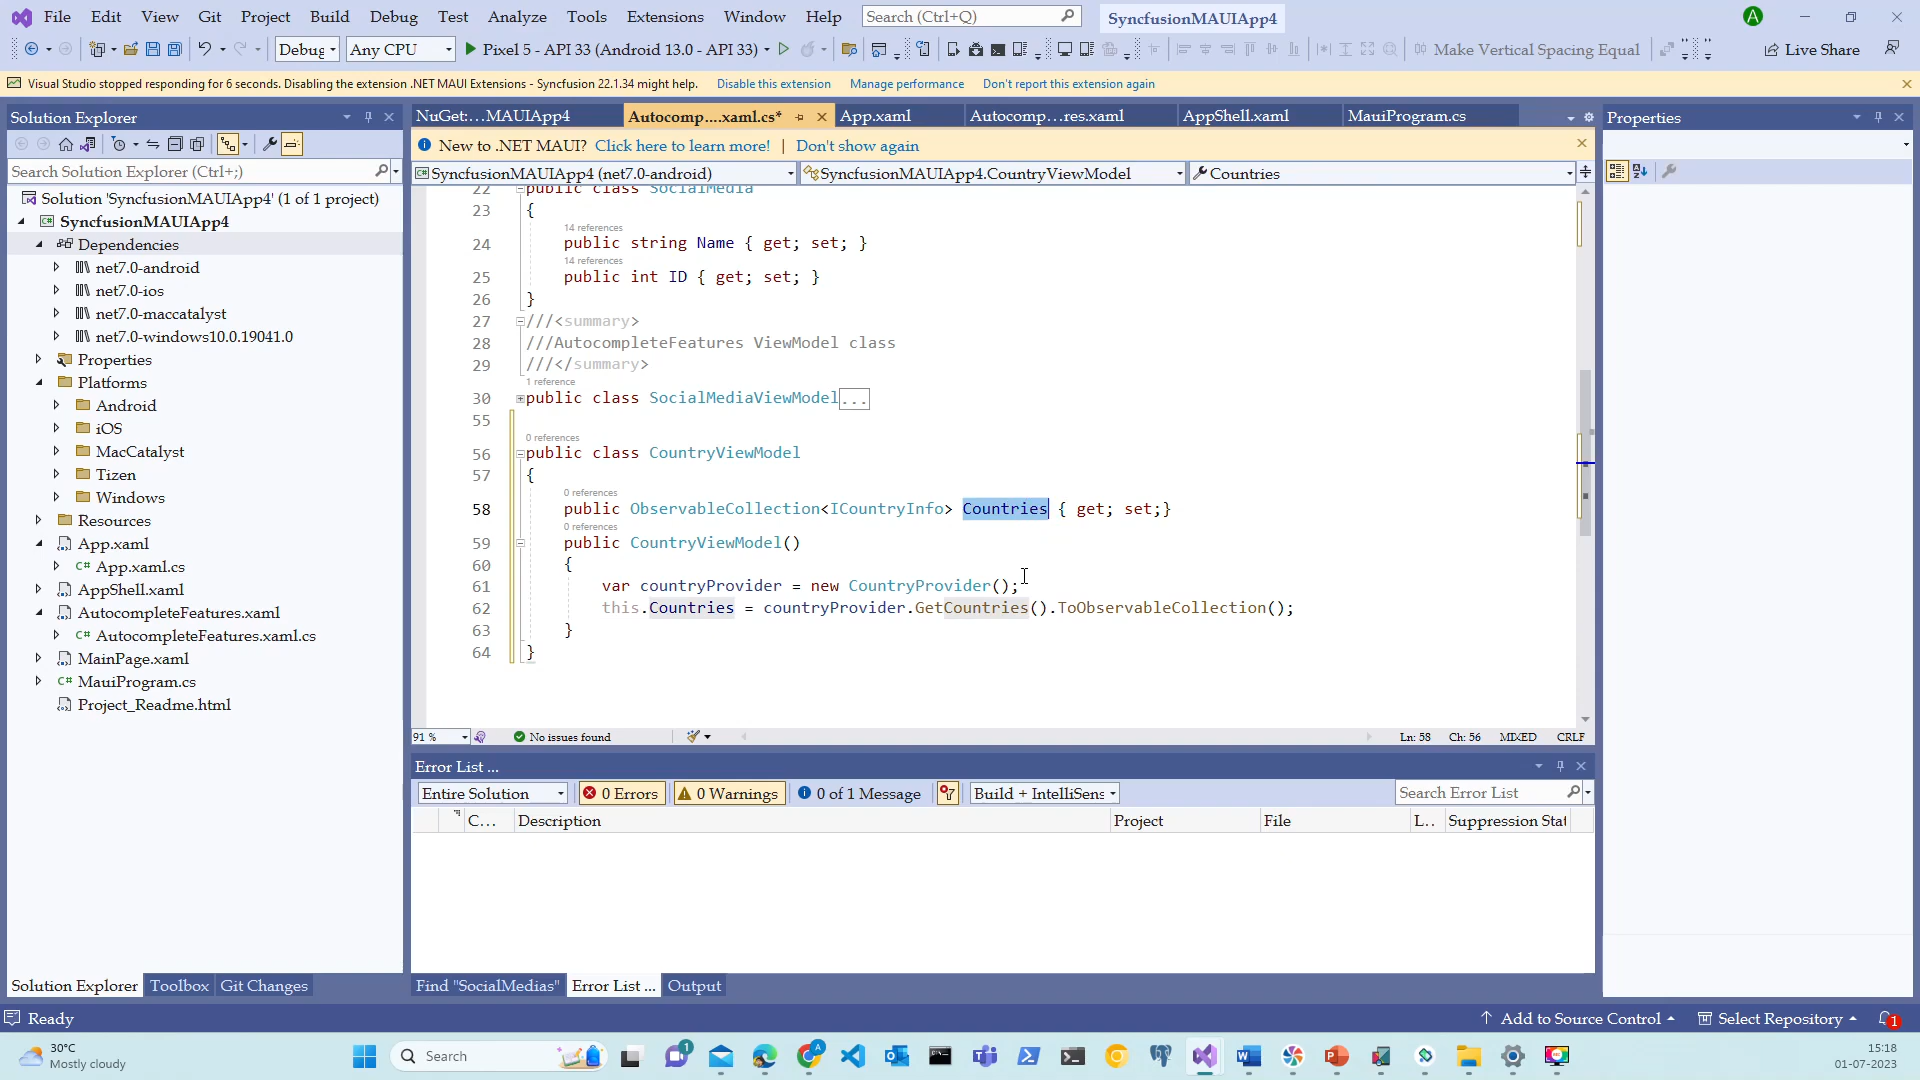 File Edit View Git Project Build Debug Test Analyze Tools Extensions Window Help Search (Ctrl+Q) SyncfusionMAUIApp4 A
Debug Any CPU Pixel 5 - API 33 (Android 13.0 - API 33) Make Vertical Spacing Equal Live Share
Visual Studio stopped responding for 6 seconds. Disabling the extension .NET MAUI Extensions - Syncfusion 22.1.34 might help. Disable this extension Manage performance Don't report this extension again
Solution Explorer
Search Solution Explorer (Ctrl+;)
Solution 'SyncfusionMAUIApp4' (1 of 1 project)
SyncfusionMAUIApp4
Dependencies
net7.0-android
net7.0-ios
net7.0-maccatalyst
net7.0-windows10.0.19041.0
Properties
Platforms
Android
iOS
MacCatalyst
Tizen
Windows
Resources
App.xaml
C# App.xaml.cs
AppShell.xaml
AutocompleteFeatures.xaml
C# AutocompleteFeatures.xaml.cs
MainPage.xaml
C# MauiProgram.cs
Project_Readme.html
Solution Explorer Toolbox Git Changes
NuGet:...MAUIApp4 Autocomp....xaml.cs* App.xaml Autocomp...res.xaml AppShell.xaml MauiProgram.cs
New to .NET MAUI? Click here to learn more! | Don't show again
C# SyncfusionMAUIApp4 (net7.0-android) SyncfusionMAUIApp4.CountryViewModel Countries
22 public class SocialMedia
23 {
14 references
24 public string Name { get; set; }
14 references
25 public int ID { get; set; }
26 }
27 ///<summary>
28 ///AutocompleteFeatures ViewModel class
29 ///</summary>
1 reference
30 public class SocialMediaViewModel...
55
0 references
56 public class CountryViewModel
57 {
0 references
58 public ObservableCollection<ICountryInfo> Countries { get; set;}
0 references
59 public CountryViewModel()
60 {
61 var countryProvider = new CountryProvider();
62 this.Countries = countryProvider.GetCountries().ToObservableCollection();
63 }
64 }
91 % No issues found Ln: 58 Ch: 56 MIXED CRLF
Error List ...
Entire Solution 0 Errors 0 Warnings 0 of 1 Message Build + IntelliSens Search Error List
C... Description Project File L... Suppression Stat
Find "SocialMedias" Error List ... Output
Properties
Ready Add to Source Control Select Repository 1
30°C
Mostly cloudy
Search
1
15:18
01-07-2023